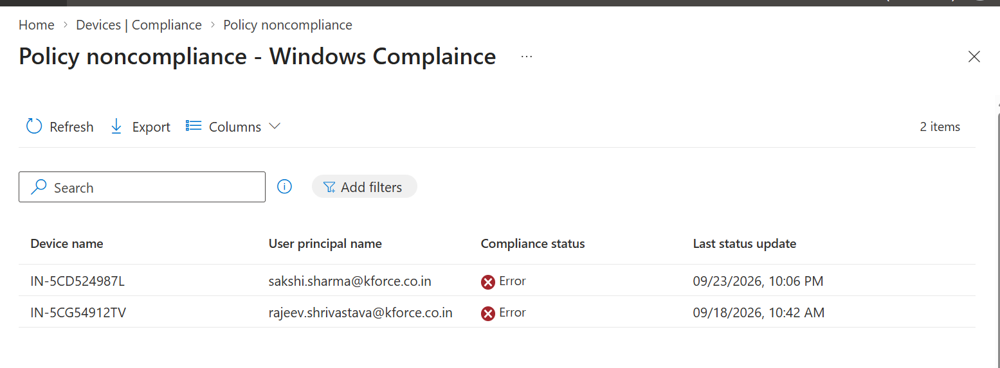 Home > Devices | Compliance > Policy noncompliance
Policy noncompliance - Windows Complaince ...
Refresh Export Columns 2 items
Search Add filters
Device name User principal name Compliance status Last status update
IN-5CD524987L sakshi.sharma@kforce.co.in Error 09/23/2026, 10:06 PM
IN-5CG54912TV rajeev.shrivastava@kforce.co.in Error 09/18/2026, 10:42 AM